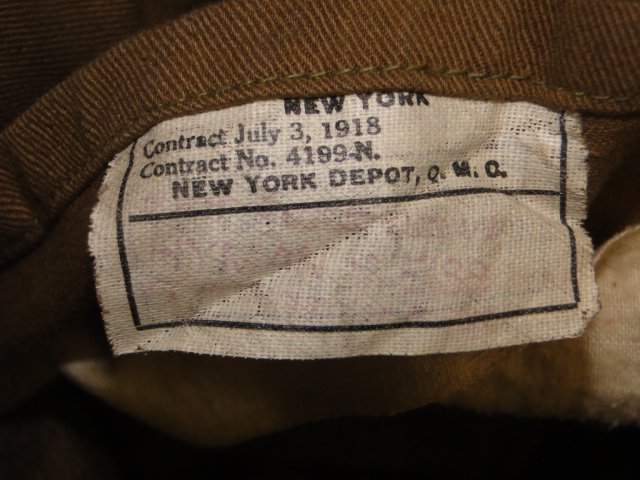 NEW YORK
Contract July 3, 1918
Contract No. 4199-N.
NEW YORK DEPOT, Q. M. C.